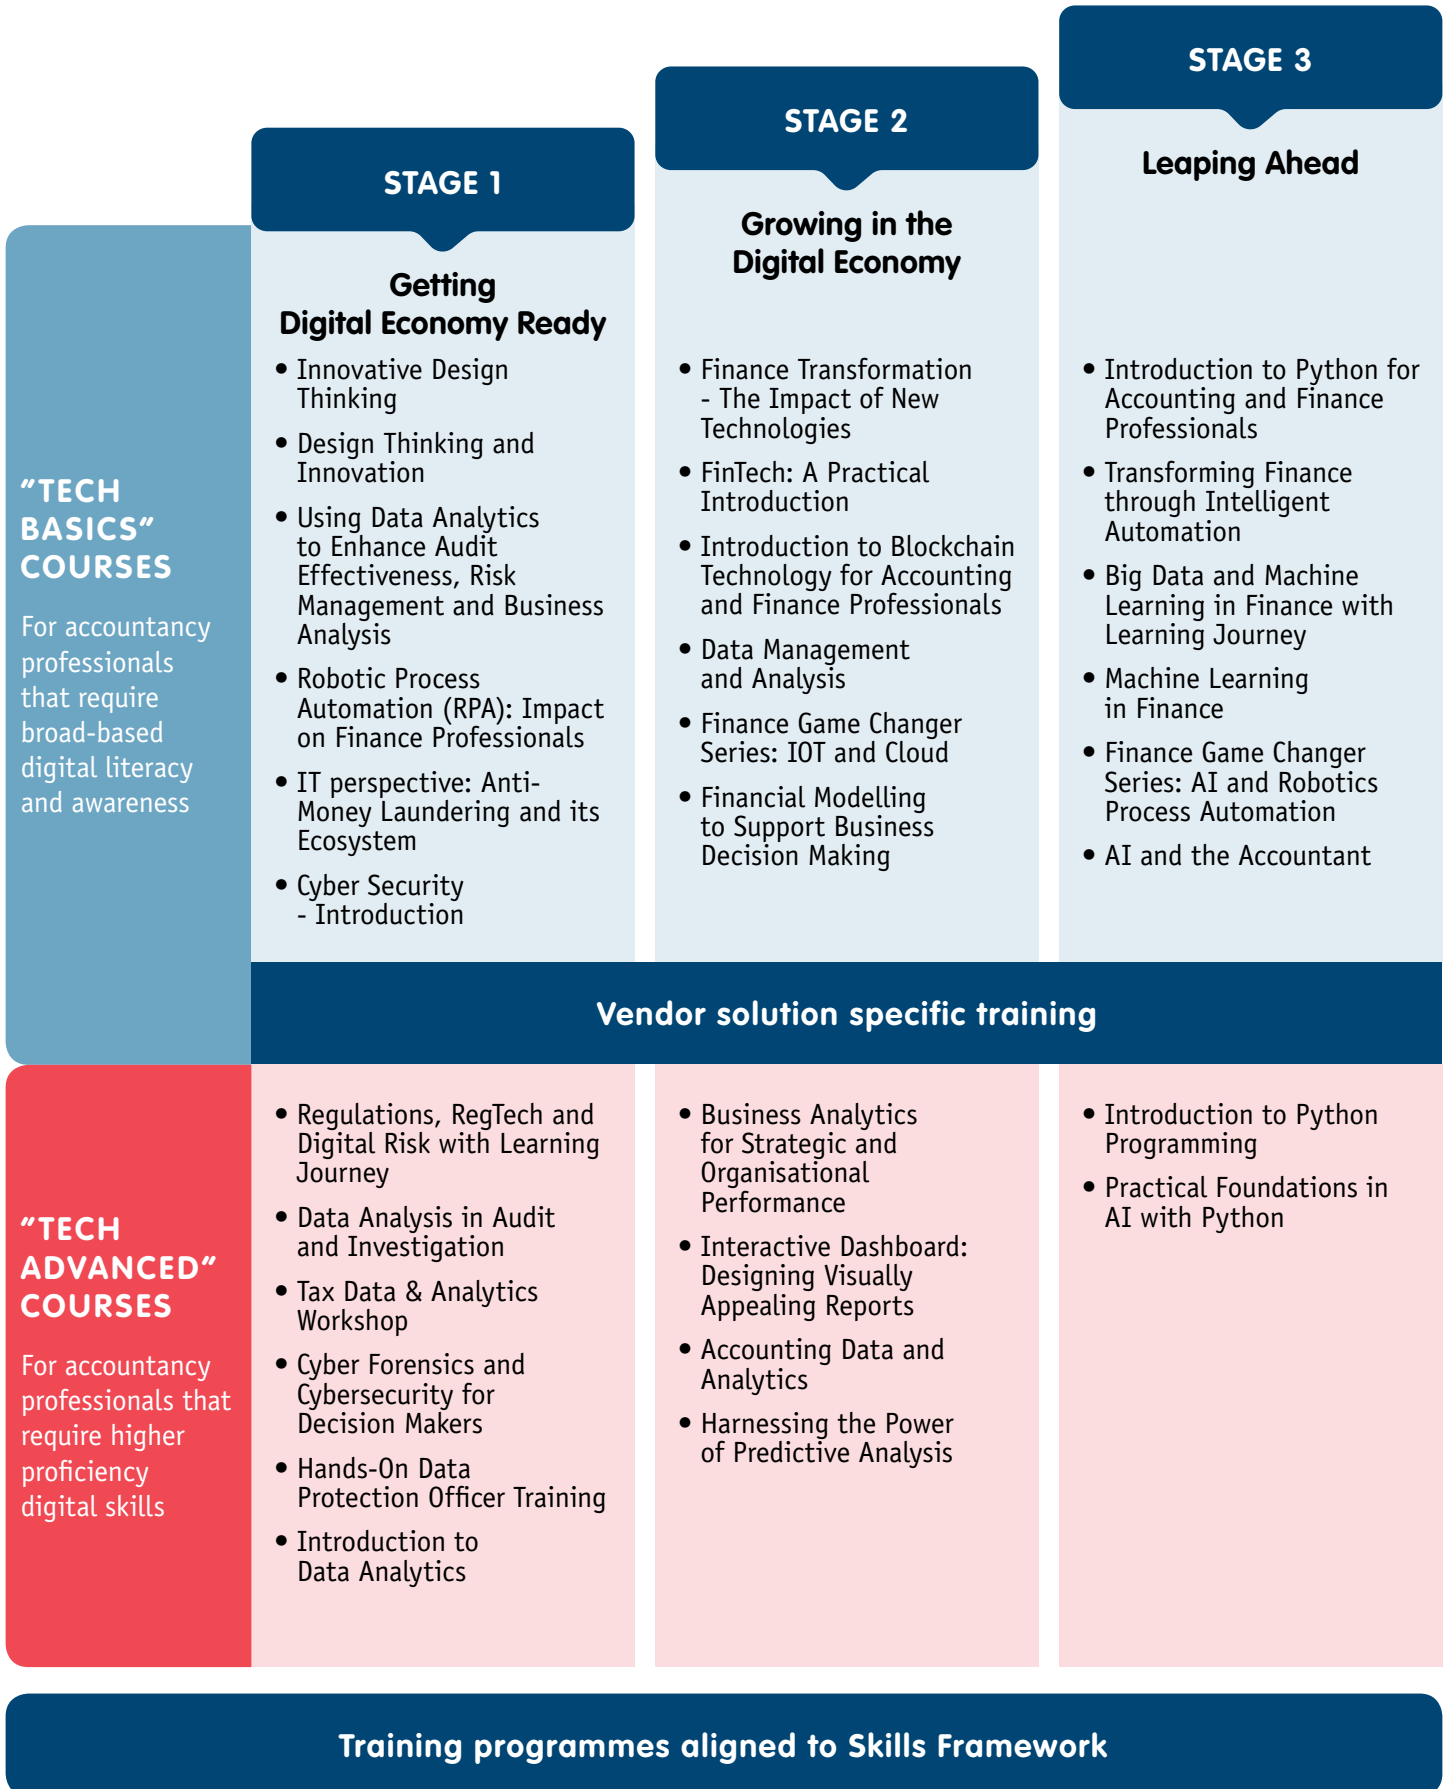 STAGE 1
Getting
Digital Economy Ready
STAGE 2
Growing in the
Digital Economy
STAGE 3
Leaping Ahead
"TECH
BASICS"
COURSES
For accountancy
professionals
that require
broad-based
digital literacy
and awareness
• Innovative Design
Thinking
• Design Thinking and
Innovation
• Using Data Analytics
to Enhance Audit
Effectiveness, Risk
Management and Business
Analysis
• Robotic Process
Automation (RPA): Impact
on Finance Professionals
• IT perspective: Anti-
Money Laundering and its
Ecosystem
• Cyber Security
- Introduction
• Finance Transformation
- The Impact of New
Technologies
• FinTech: A Practical
Introduction
• Introduction to Blockchain
Technology for Accounting
and Finance Professionals
• Data Management
and Analysis
• Finance Game Changer
Series: IOT and Cloud
• Financial Modelling
to Support Business
Decision Making
• Introduction to Python for
Accounting and Finance
Professionals
• Transforming Finance
through Intelligent
Automation
• Big Data and Machine
Learning in Finance with
Learning Journey
• Machine Learning
in Finance
• Finance Game Changer
Series: AI and Robotics
Process Automation
• AI and the Accountant
Vendor solution specific training
"TECH
ADVANCED"
COURSES
For accountancy
professionals that
require higher
proficiency
digital skills
• Regulations, RegTech and
Digital Risk with Learning
Journey
• Data Analysis in Audit
and Investigation
• Tax Data & Analytics
Workshop
• Cyber Forensics and
Cybersecurity for
Decision Makers
• Hands-On Data
Protection Officer Training
• Introduction to
Data Analytics
• Business Analytics
for Strategic and
Organisational
Performance
• Interactive Dashboard:
Designing Visually
Appealing Reports
• Accounting Data and
Analytics
• Harnessing the Power
of Predictive Analysis
• Introduction to Python
Programming
• Practical Foundations in
AI with Python
Training programmes aligned to Skills Framework